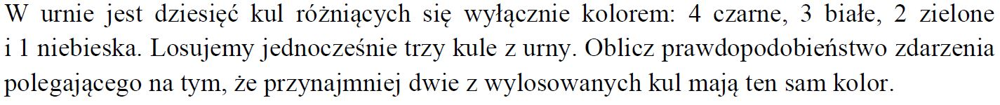 W urnie jest dziesięć kul różniących się wyłącznie kolorem: 4 czarne, 3 białe, 2 zielone
i 1 niebieska. Losujemy jednocześnie trzy kule z urny. Oblicz prawdopodobieństwo zdarzenia
polegającego na tym, że przynajmniej dwie z wylosowanych kul mają ten sam kolor.